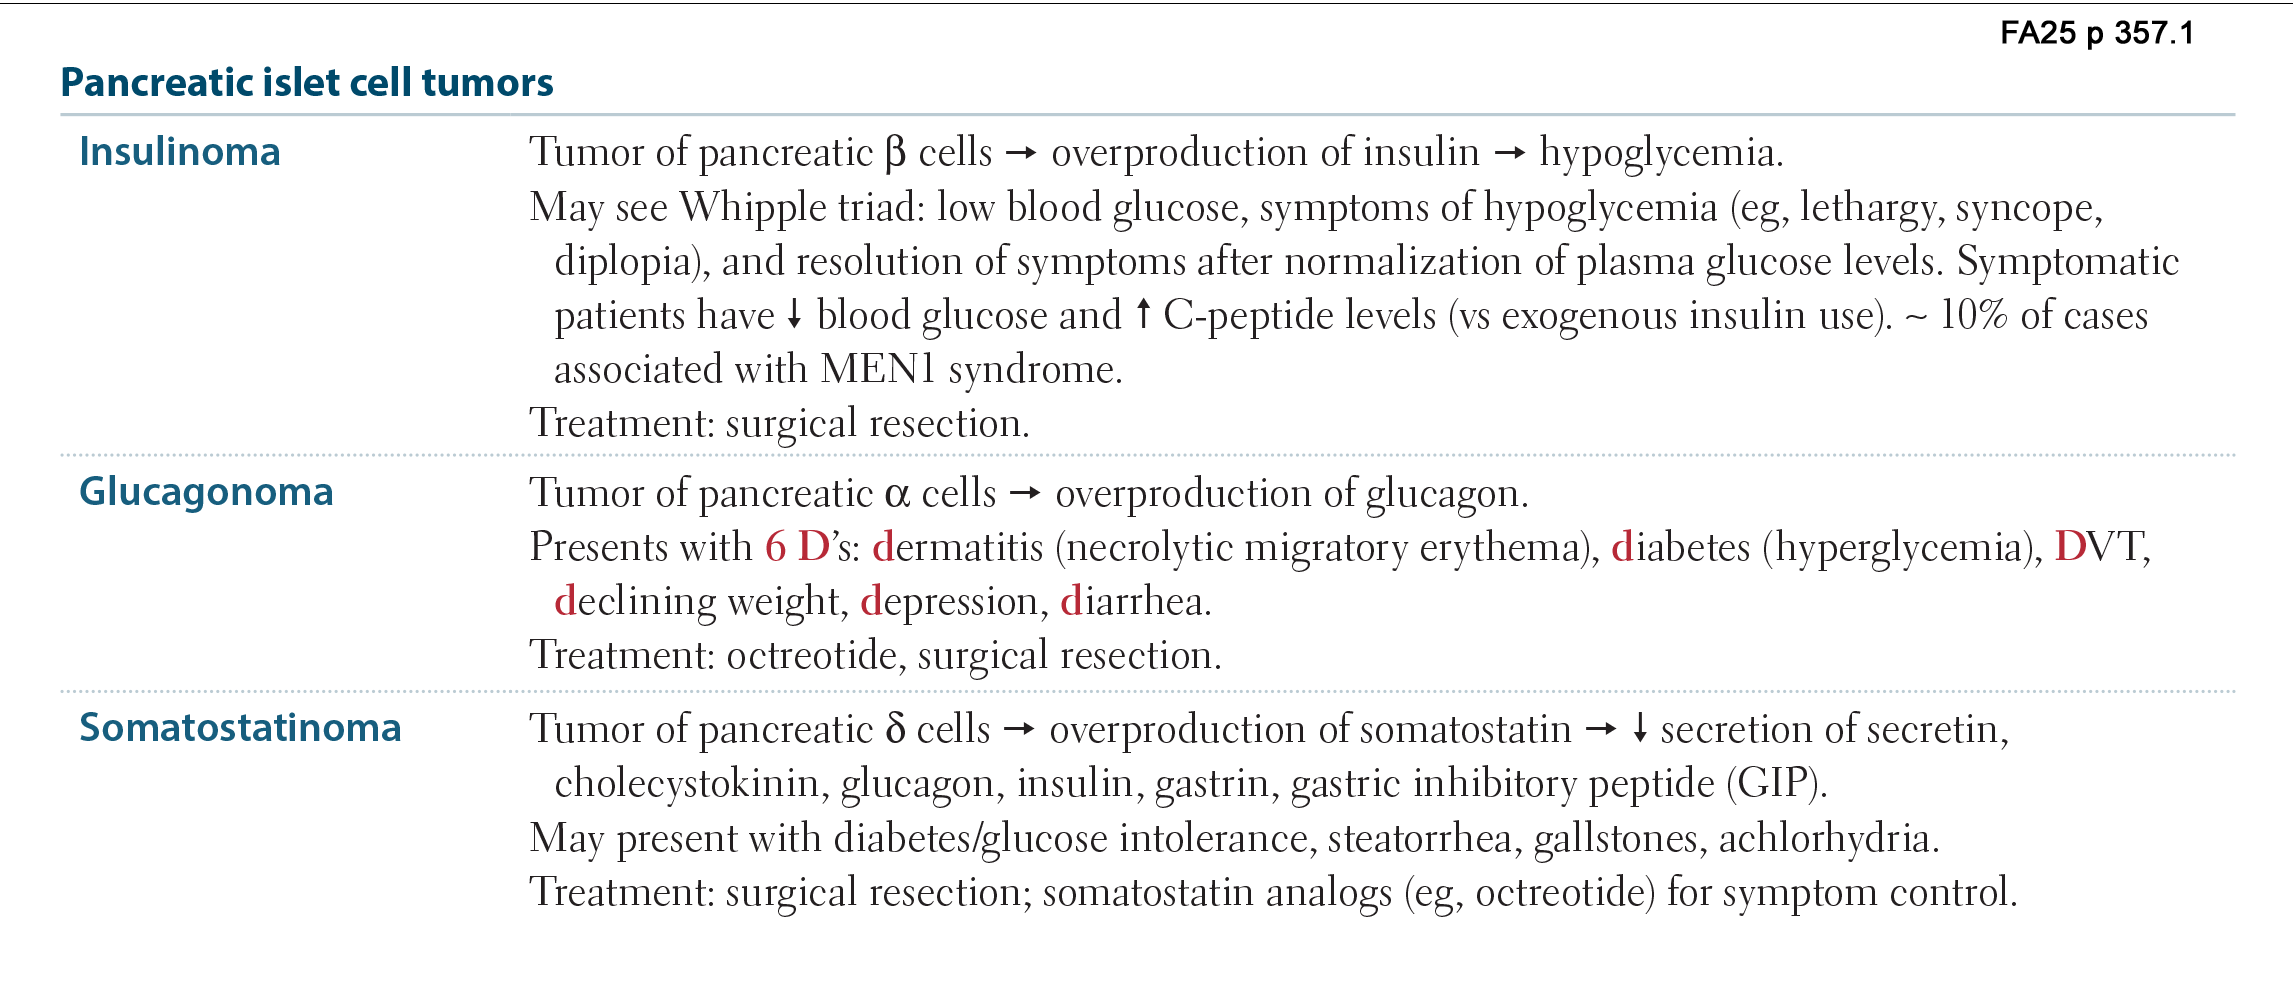 FA25 p 357.1
Pancreatic islet cell tumors
Insulinoma
Tumor of pancreatic β cells → overproduction of insulin → hypoglycemia.
May see Whipple triad: low blood glucose, symptoms of hypoglycemia (eg, lethargy, syncope,
diplopia), and resolution of symptoms after normalization of plasma glucose levels. Symptomatic
patients have ↓ blood glucose and ↑ C-peptide levels (vs exogenous insulin use). ~ 10% of cases
associated with MEN1 syndrome.
Treatment: surgical resection.
Glucagonoma
Tumor of pancreatic α cells → overproduction of glucagon.
Presents with 6 D's: dermatitis (necrolytic migratory erythema), diabetes (hyperglycemia), DVT,
declining weight, depression, diarrhea.
Treatment: octreotide, surgical resection.
Somatostatinoma
Tumor of pancreatic δ cells → overproduction of somatostatin → ↓ secretion of secretin,
cholecystokinin, glucagon, insulin, gastrin, gastric inhibitory peptide (GIP).
May present with diabetes/glucose intolerance, steatorrhea, gallstones, achlorhydria.
Treatment: surgical resection; somatostatin analogs (eg, octreotide) for symptom control.